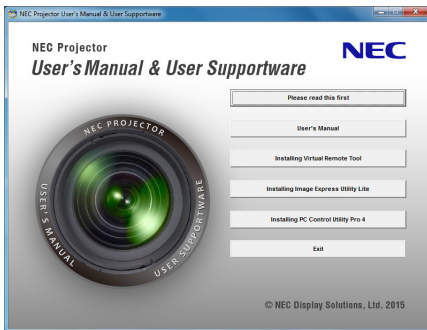 NEC Projector User's Manual & User Supportware
NEC Projector
NEC
User's Manual & User Supportware
NEC PROJECTOR
USER'S MANUAL
USER SUPPORTWARE
Please read this first
User's Manual
Installing Virtual Remote Tool
Installing Image Express Utility Lite
Installing PC Control Utility Pro 4
Exit
© NEC Display Solutions, Ltd. 2015